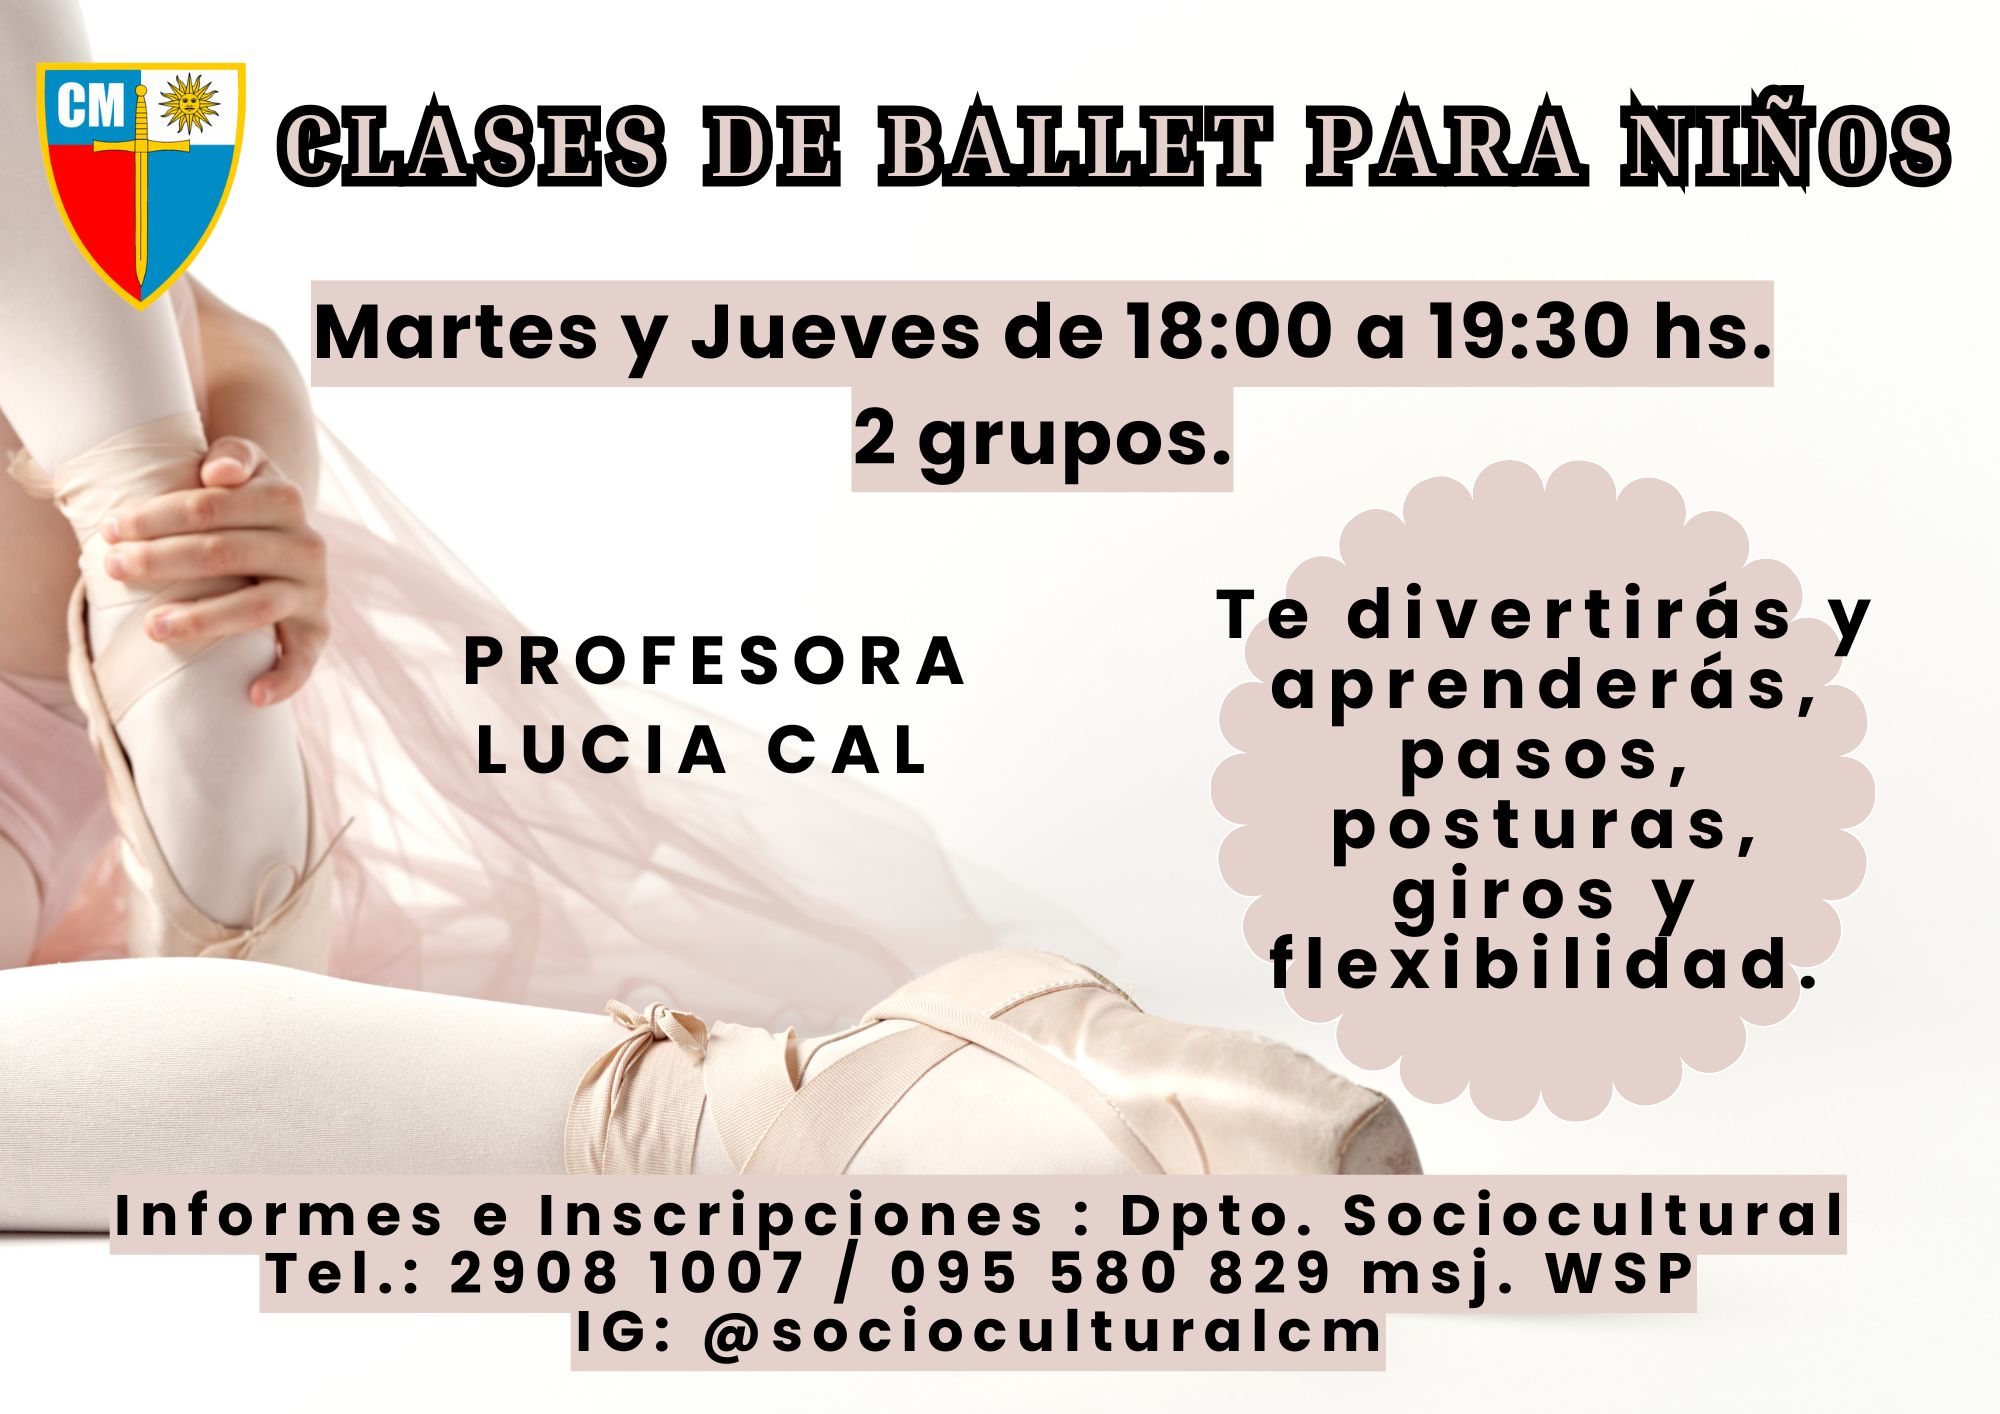 CM
CLASES DE BALLET PARA NIÑOS
Martes y Jueves de 18:00 a 19:30 hs.
2 grupos.
PROFESORA
LUCIA CAL
Te divertirás y
aprenderás,
pasos,
posturas,
giros y
flexibilidad.
Informes e Inscripciones : Dpto. Sociocultural
Tel.: 2908 1007 / 095 580 829 msj. WSP
IG: @socioculturalcm